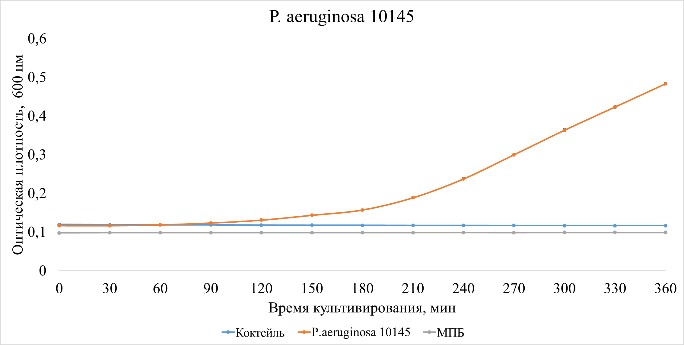 P. aeruginosa 10145
Оптическая плотность, 600 нм
0,6
0,5
0,4
0,3
0,2
0,1
0
0 30 60 90 120 150 180 210 240 270 300 330 360
Время культивирования, мин
Коктейль P.aeruginosa 10145 МПБ